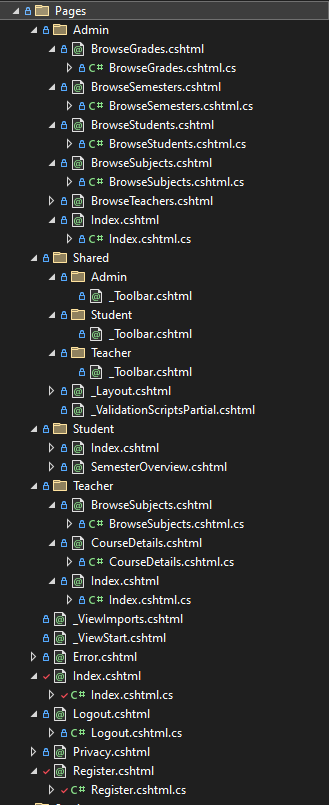 Pages
Admin
BrowseGrades.cshtml
C# BrowseGrades.cshtml.cs
BrowseSemesters.cshtml
C# BrowseSemesters.cshtml.cs
BrowseStudents.cshtml
C# BrowseStudents.cshtml.cs
BrowseSubjects.cshtml
C# BrowseSubjects.cshtml.cs
BrowseTeachers.cshtml
Index.cshtml
C# Index.cshtml.cs
Shared
Admin
_Toolbar.cshtml
Student
_Toolbar.cshtml
Teacher
_Toolbar.cshtml
_Layout.cshtml
_ValidationScriptsPartial.cshtml
Student
Index.cshtml
SemesterOverview.cshtml
Teacher
BrowseSubjects.cshtml
C# BrowseSubjects.cshtml.cs
CourseDetails.cshtml
C# CourseDetails.cshtml.cs
Index.cshtml
C# Index.cshtml.cs
_ViewImports.cshtml
_ViewStart.cshtml
Error.cshtml
Index.cshtml
C# Index.cshtml.cs
Logout.cshtml
C# Logout.cshtml.cs
Privacy.cshtml
Register.cshtml
C# Register.cshtml.cs